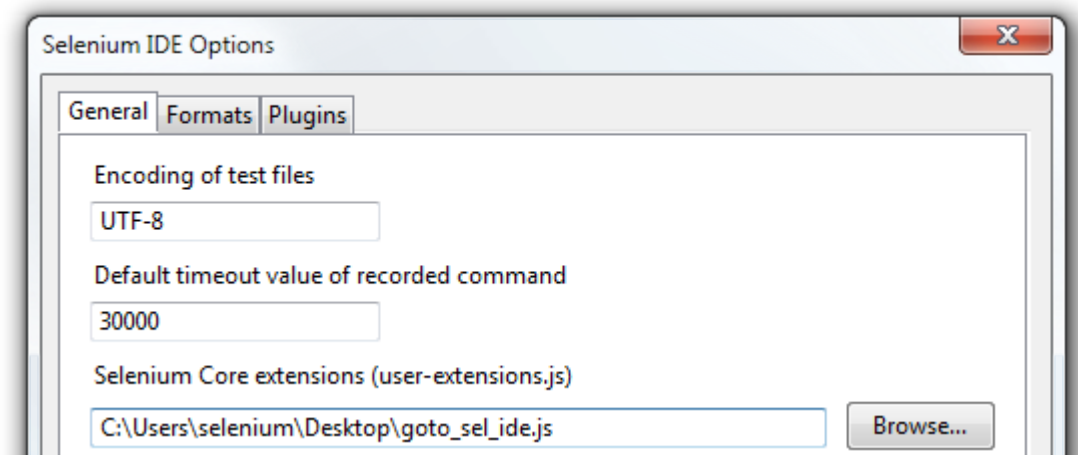 Selenium IDE Options
General Formats Plugins
Encoding of test files
UTF-8
Default timeout value of recorded command
30000
Selenium Core extensions (user-extensions.js)
C:\Users\selenium\Desktop\goto_sel_ide.js Browse...